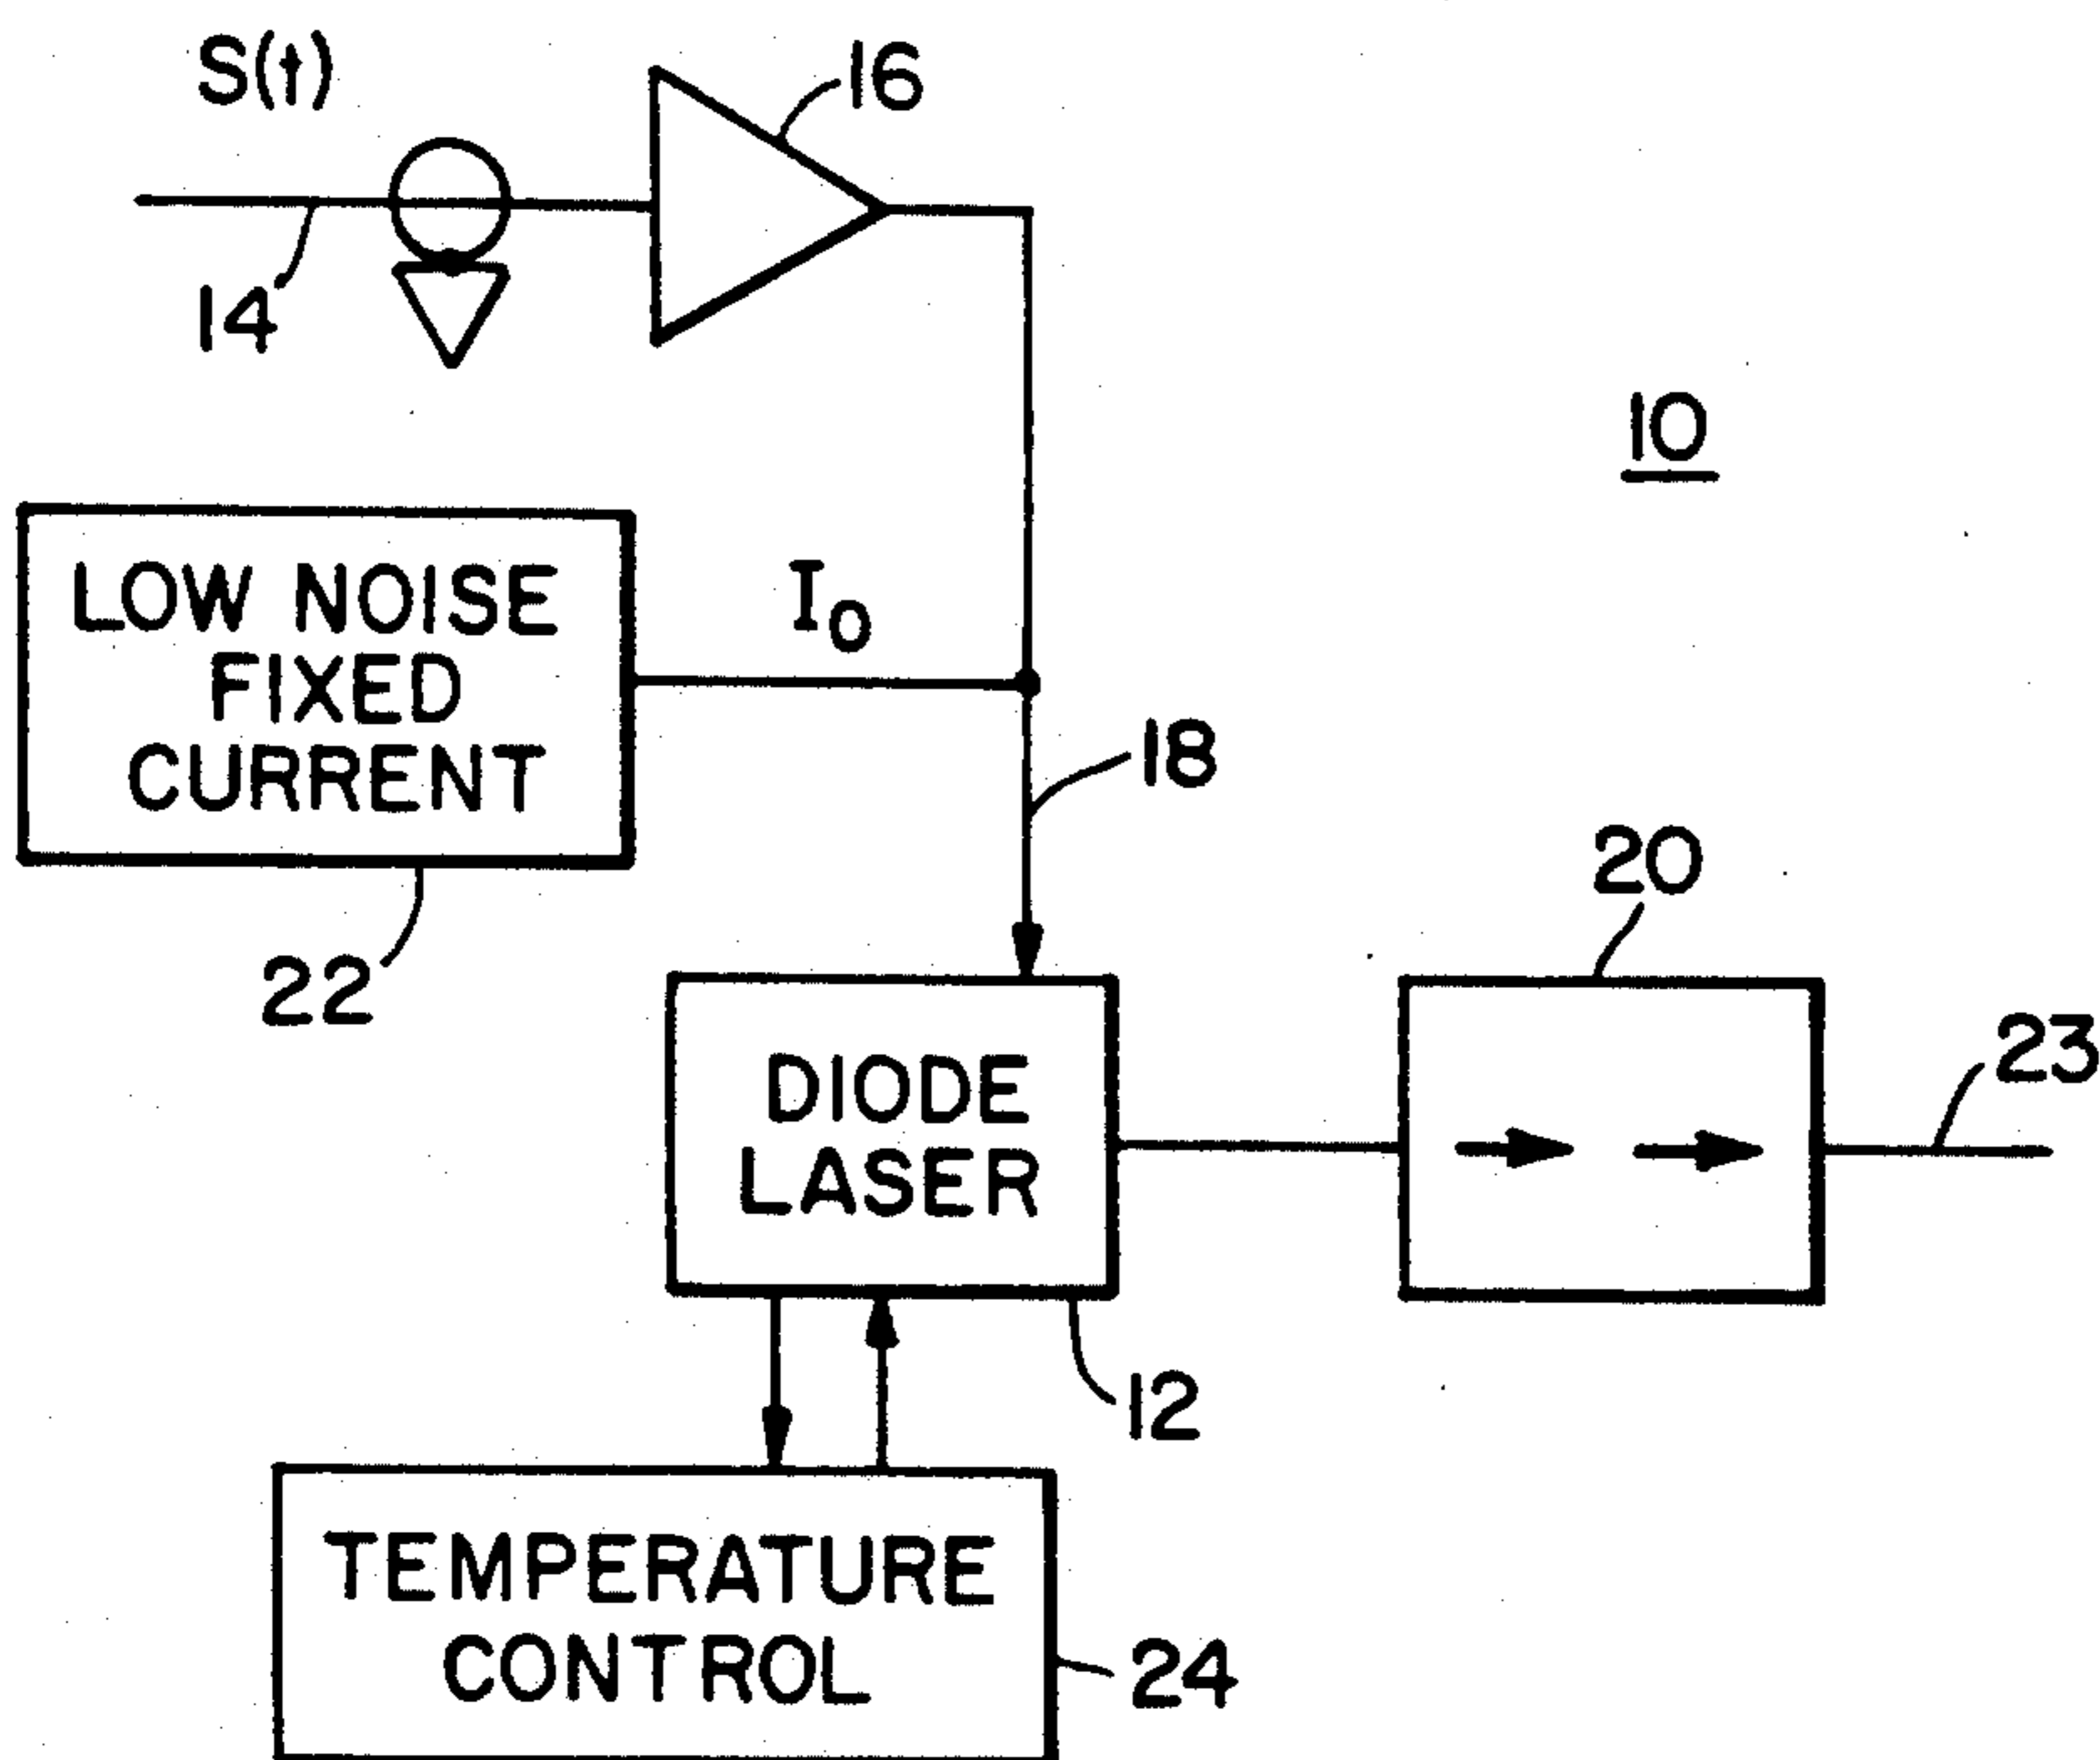 S(t)
16
14
10
LOW NOISE
FIXED
CURRENT
I₀
18
20
22
23
DIODE
LASER
12
TEMPERATURE
CONTROL
24